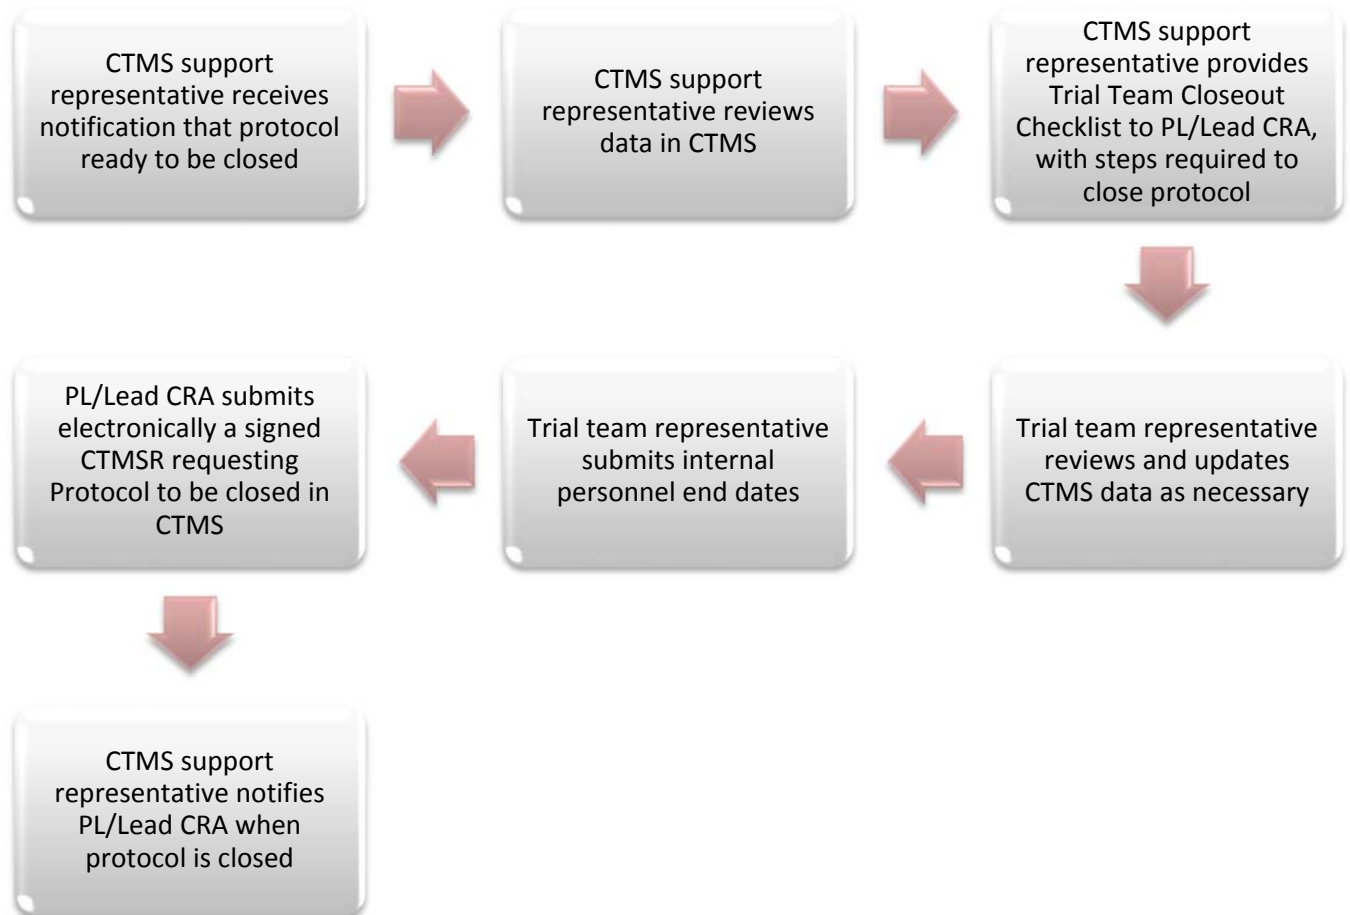 CTMS support
representative receives
notification that protocol
ready to be closed
CTMS support
representative reviews
data in CTMS
CTMS support
representative provides
Trial Team Closeout
Checklist to PL/Lead CRA,
with steps required to
close protocol
Trial team representative
reviews and updates
CTMS data as necessary
Trial team representative
submits internal
personnel end dates
PL/Lead CRA submits
electronically a signed
CTMSR requesting
Protocol to be closed in
CTMS
CTMS support
representative notifies
PL/Lead CRA when
protocol is closed